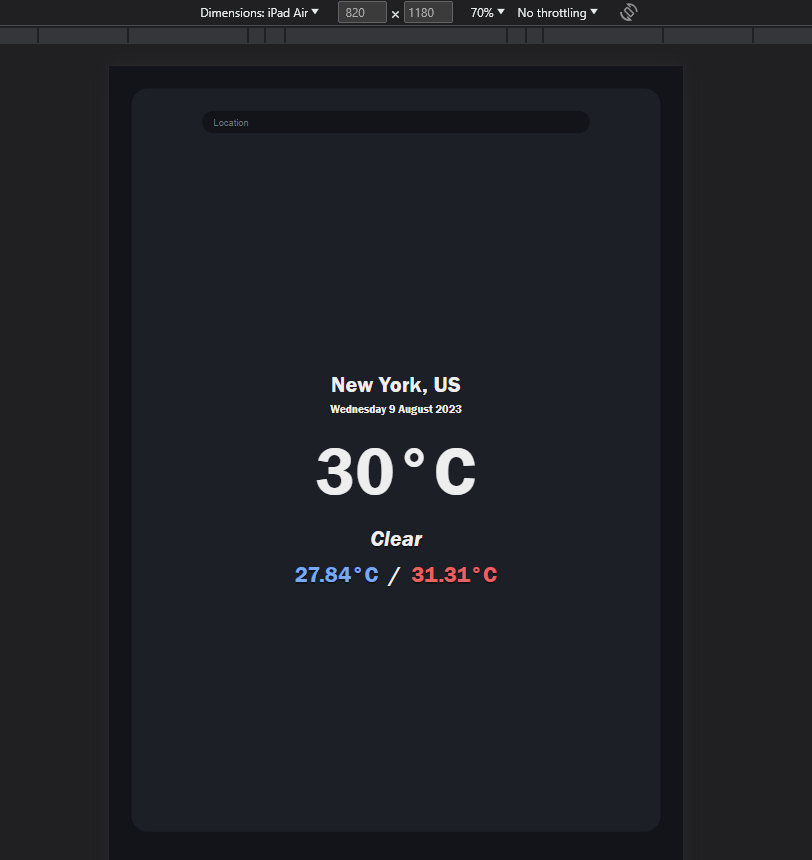 Dimensions: iPad Air 820 × 1180 70% No throttling
Location
New York, US
Wednesday 9 August 2023
30°C
Clear
27.84°C / 31.31°C